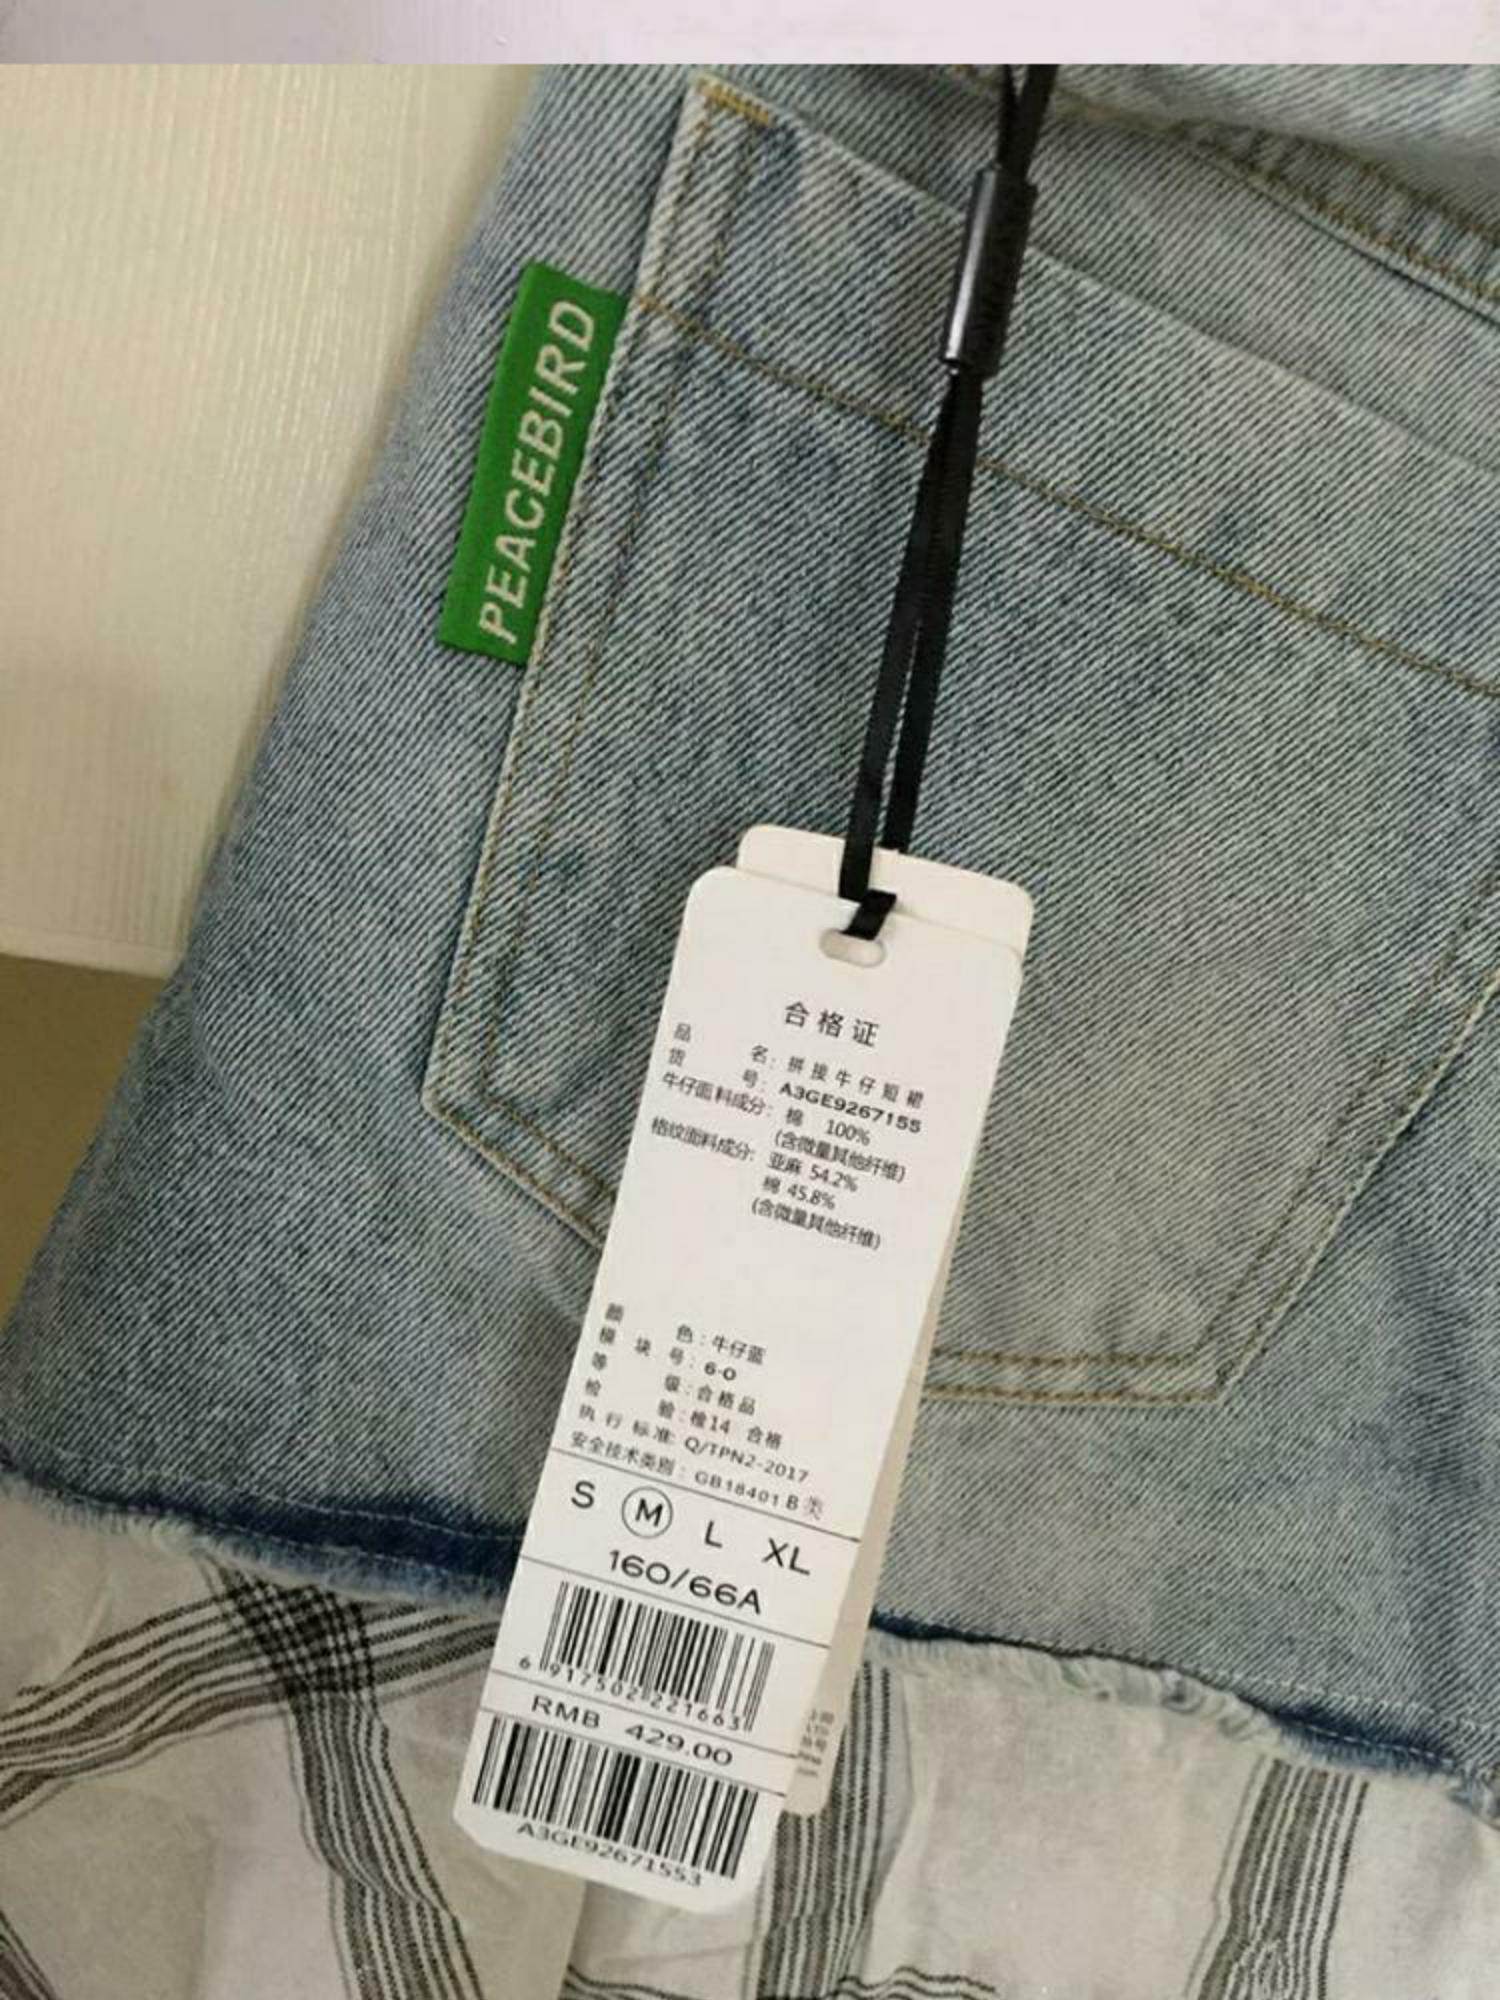 PEACEBIRD
合格证
品名：拼接牛仔短裙
货号：A3GE9267155
牛仔面料成分：棉 100%
(含微量其他纤维)
格纹面料成分：亚麻 54.2%
棉 45.8%
(含微量其他纤维)
颜色：牛仔蓝
模块号：6-0
等级：合格品
检验：检14 合格
执行标准：Q/TPN2-2017
安全技术类别：GB18401 B 类
S M L XL
160/66A
6 917502 221663
RMB 429.00
A3GE92671553